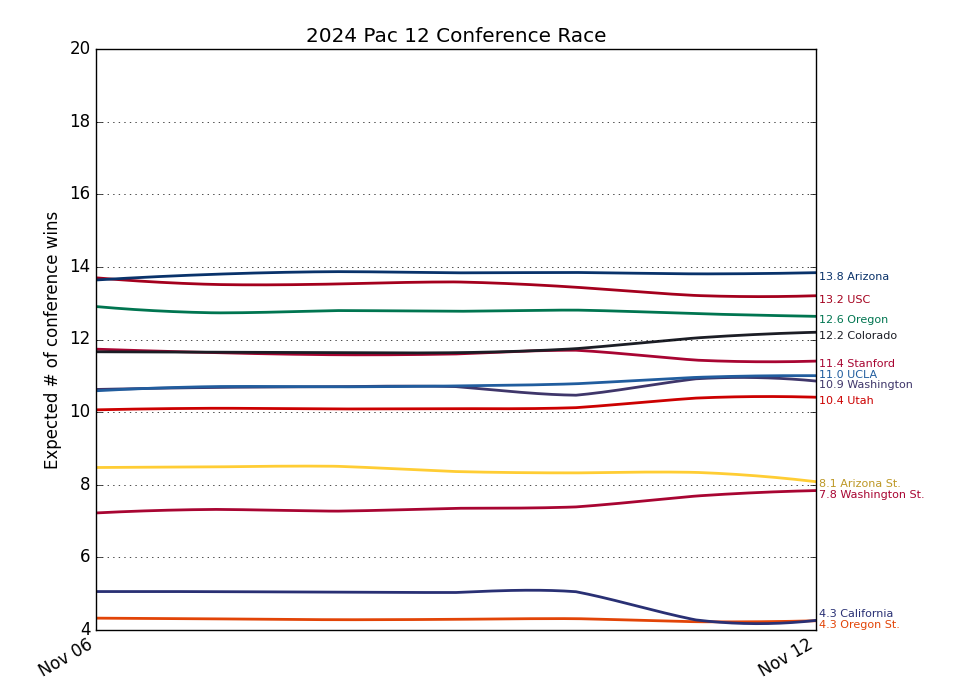 2024 Pac 12 Conference Race
Expected # of conference wins
20
18
16
14
12
10
8
6
4
Nov 06
Nov 12
13.8 Arizona
13.2 USC
12.6 Oregon
12.2 Colorado
11.4 Stanford
11.0 UCLA
10.9 Washington
10.4 Utah
8.1 Arizona St.
7.8 Washington St.
4.3 California
4.3 Oregon St.